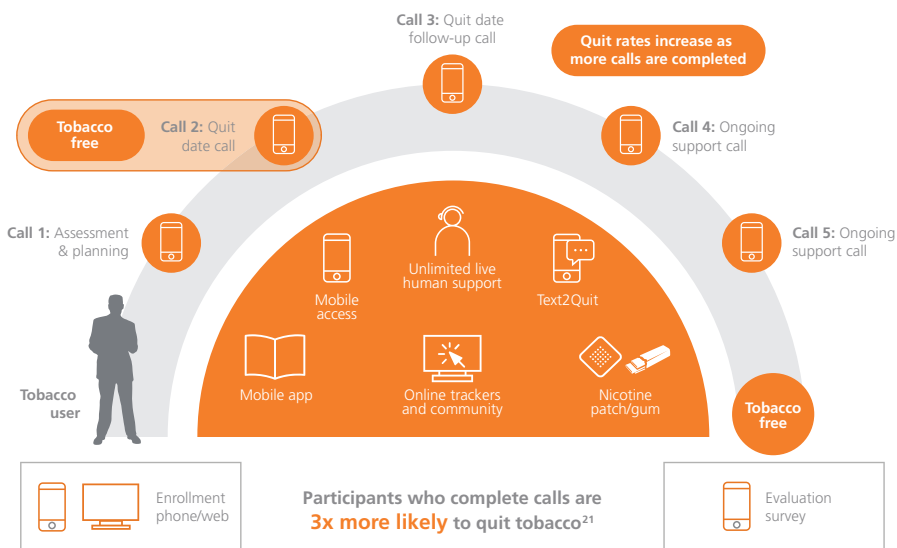 Call 3: Quit date
follow-up call
Quit rates increase as
more calls are completed
Tobacco
free
Call 2: Quit
date call
Call 4: Ongoing
support call
Call 1: Assessment
& planning
Call 5: Ongoing
support call
Unlimited live
human support
Mobile
access
Text2Quit
Mobile app
Online trackers
and community
Nicotine
patch/gum
Tobacco
user
Tobacco
free
Enrollment
phone/web
Participants who complete calls are
3x more likely to quit tobacco²¹
Evaluation
survey